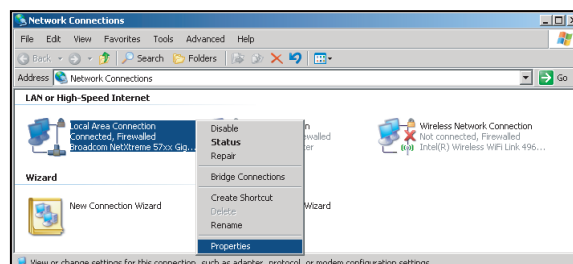 Network Connections
File Edit View Favorites Tools Advanced Help
Back Search Folders
Address Network Connections Go
LAN or High-Speed Internet
Local Area Connection
Connected, Firewalled
Broadcom NetXtreme 57xx Gig...
Wireless Network Connection
Not connected, Firewalled
Intel(R) Wireless WiFi Link 496...
Disable
Status
Repair
Bridge Connections
Create Shortcut
Delete
Rename
Properties
Wizard
New Connection Wizard
Wizard
View or change settings for this connection, such as adapter, protocol, or modem configuration settings.